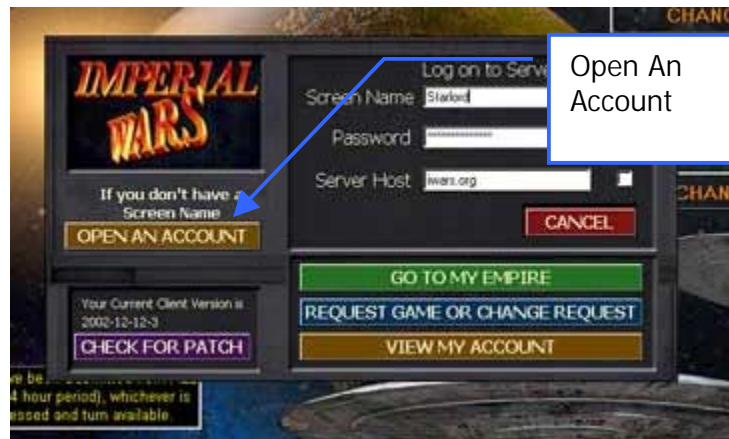 CHANG
IMPERIAL
WARS
If you don't have a
Screen Name
OPEN AN ACCOUNT
Log on to Serve
Screen Name Starlord
Password **************
Server Host iwars.org
CANCEL
Open An
Account
CHAN
Your Current Client Version is
2002-12-12-3
CHECK FOR PATCH
GO TO MY EMPIRE
REQUEST GAME OR CHANGE REQUEST
VIEW MY ACCOUNT
4 hour period), whichever is
essed and turn available.